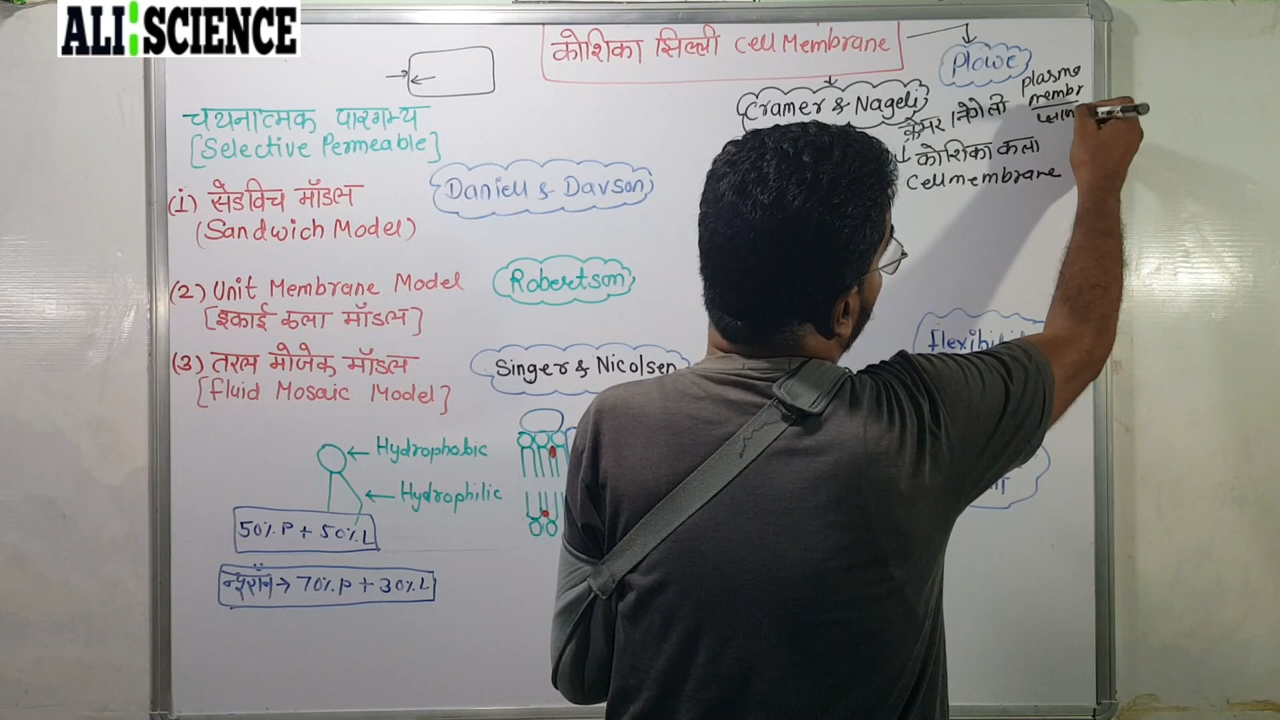 ALI SCIENCE
कोशिका झिल्ली Cell Membrane
Plowe
Cramer & Nageli
plasma
membr
क्रेमर । नेगेली
कोशिका कला
Cellmembrane
चयनात्मक पारगम्य
[Selective Permeable]
(1) सेडविच मॉडल
(Sandwich Model)
Daniell & Davson
(2) Unit Membrane Model
[इकाई कला मॉडल]
Robertson
(3) तरल मोजेक मॉडल
[fluid Mosaic Model]
Singer & Nicolsen
Hydrophobic
Hydrophilic
50%.P + 50%.L
→ 70%.P + 30%.L